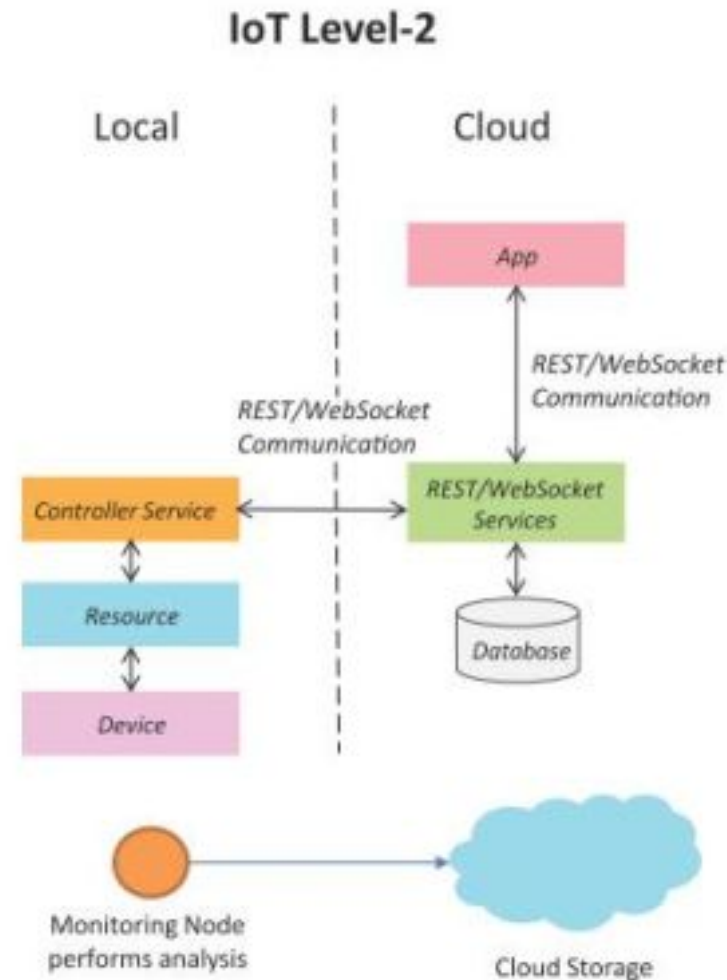 IoT Level-2
Local
Cloud
App
REST/WebSocket
Communication
REST/WebSocket
Communication
Controller Service
REST/WebSocket
Services
Resource
Database
Device
Monitoring Node
performs analysis
Cloud Storage